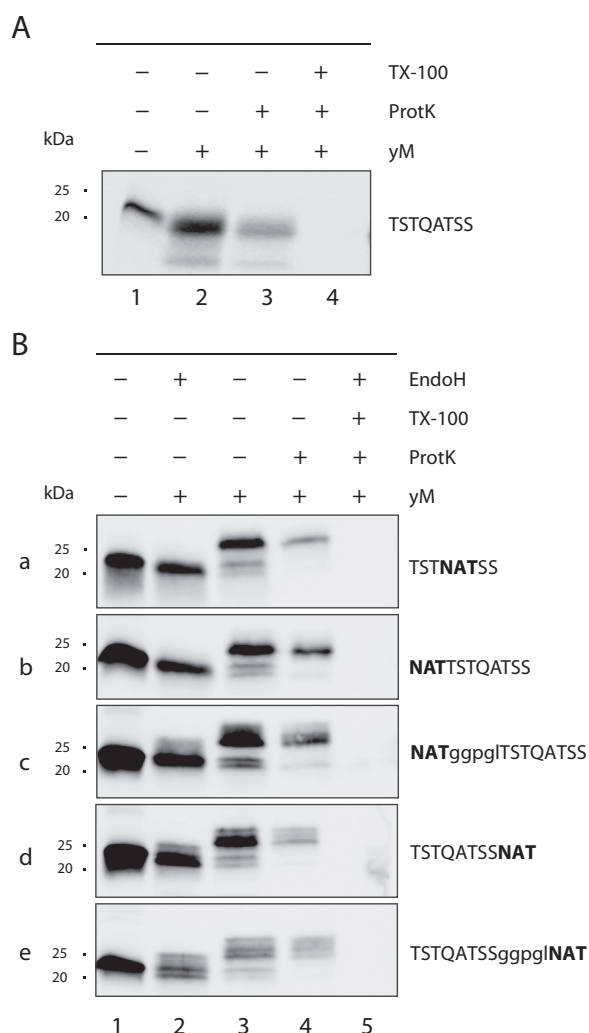 A
− − − + TX-100
− − + + ProtK
kDa
− + + + yM
25
20
TSTQATSS
1 2 3 4
B
− + − − + EndoH
− − − − + TX-100
− − − + + ProtK
kDa
− + + + + yM
a
25
20
TSTNATSS
b
25
20
NATTSTQATSS
c
25
20
NATggpglTSTQATSS
d
25
20
TSTQATSSNAT
e
25
20
TSTQATSSggpglNAT
1 2 3 4 5